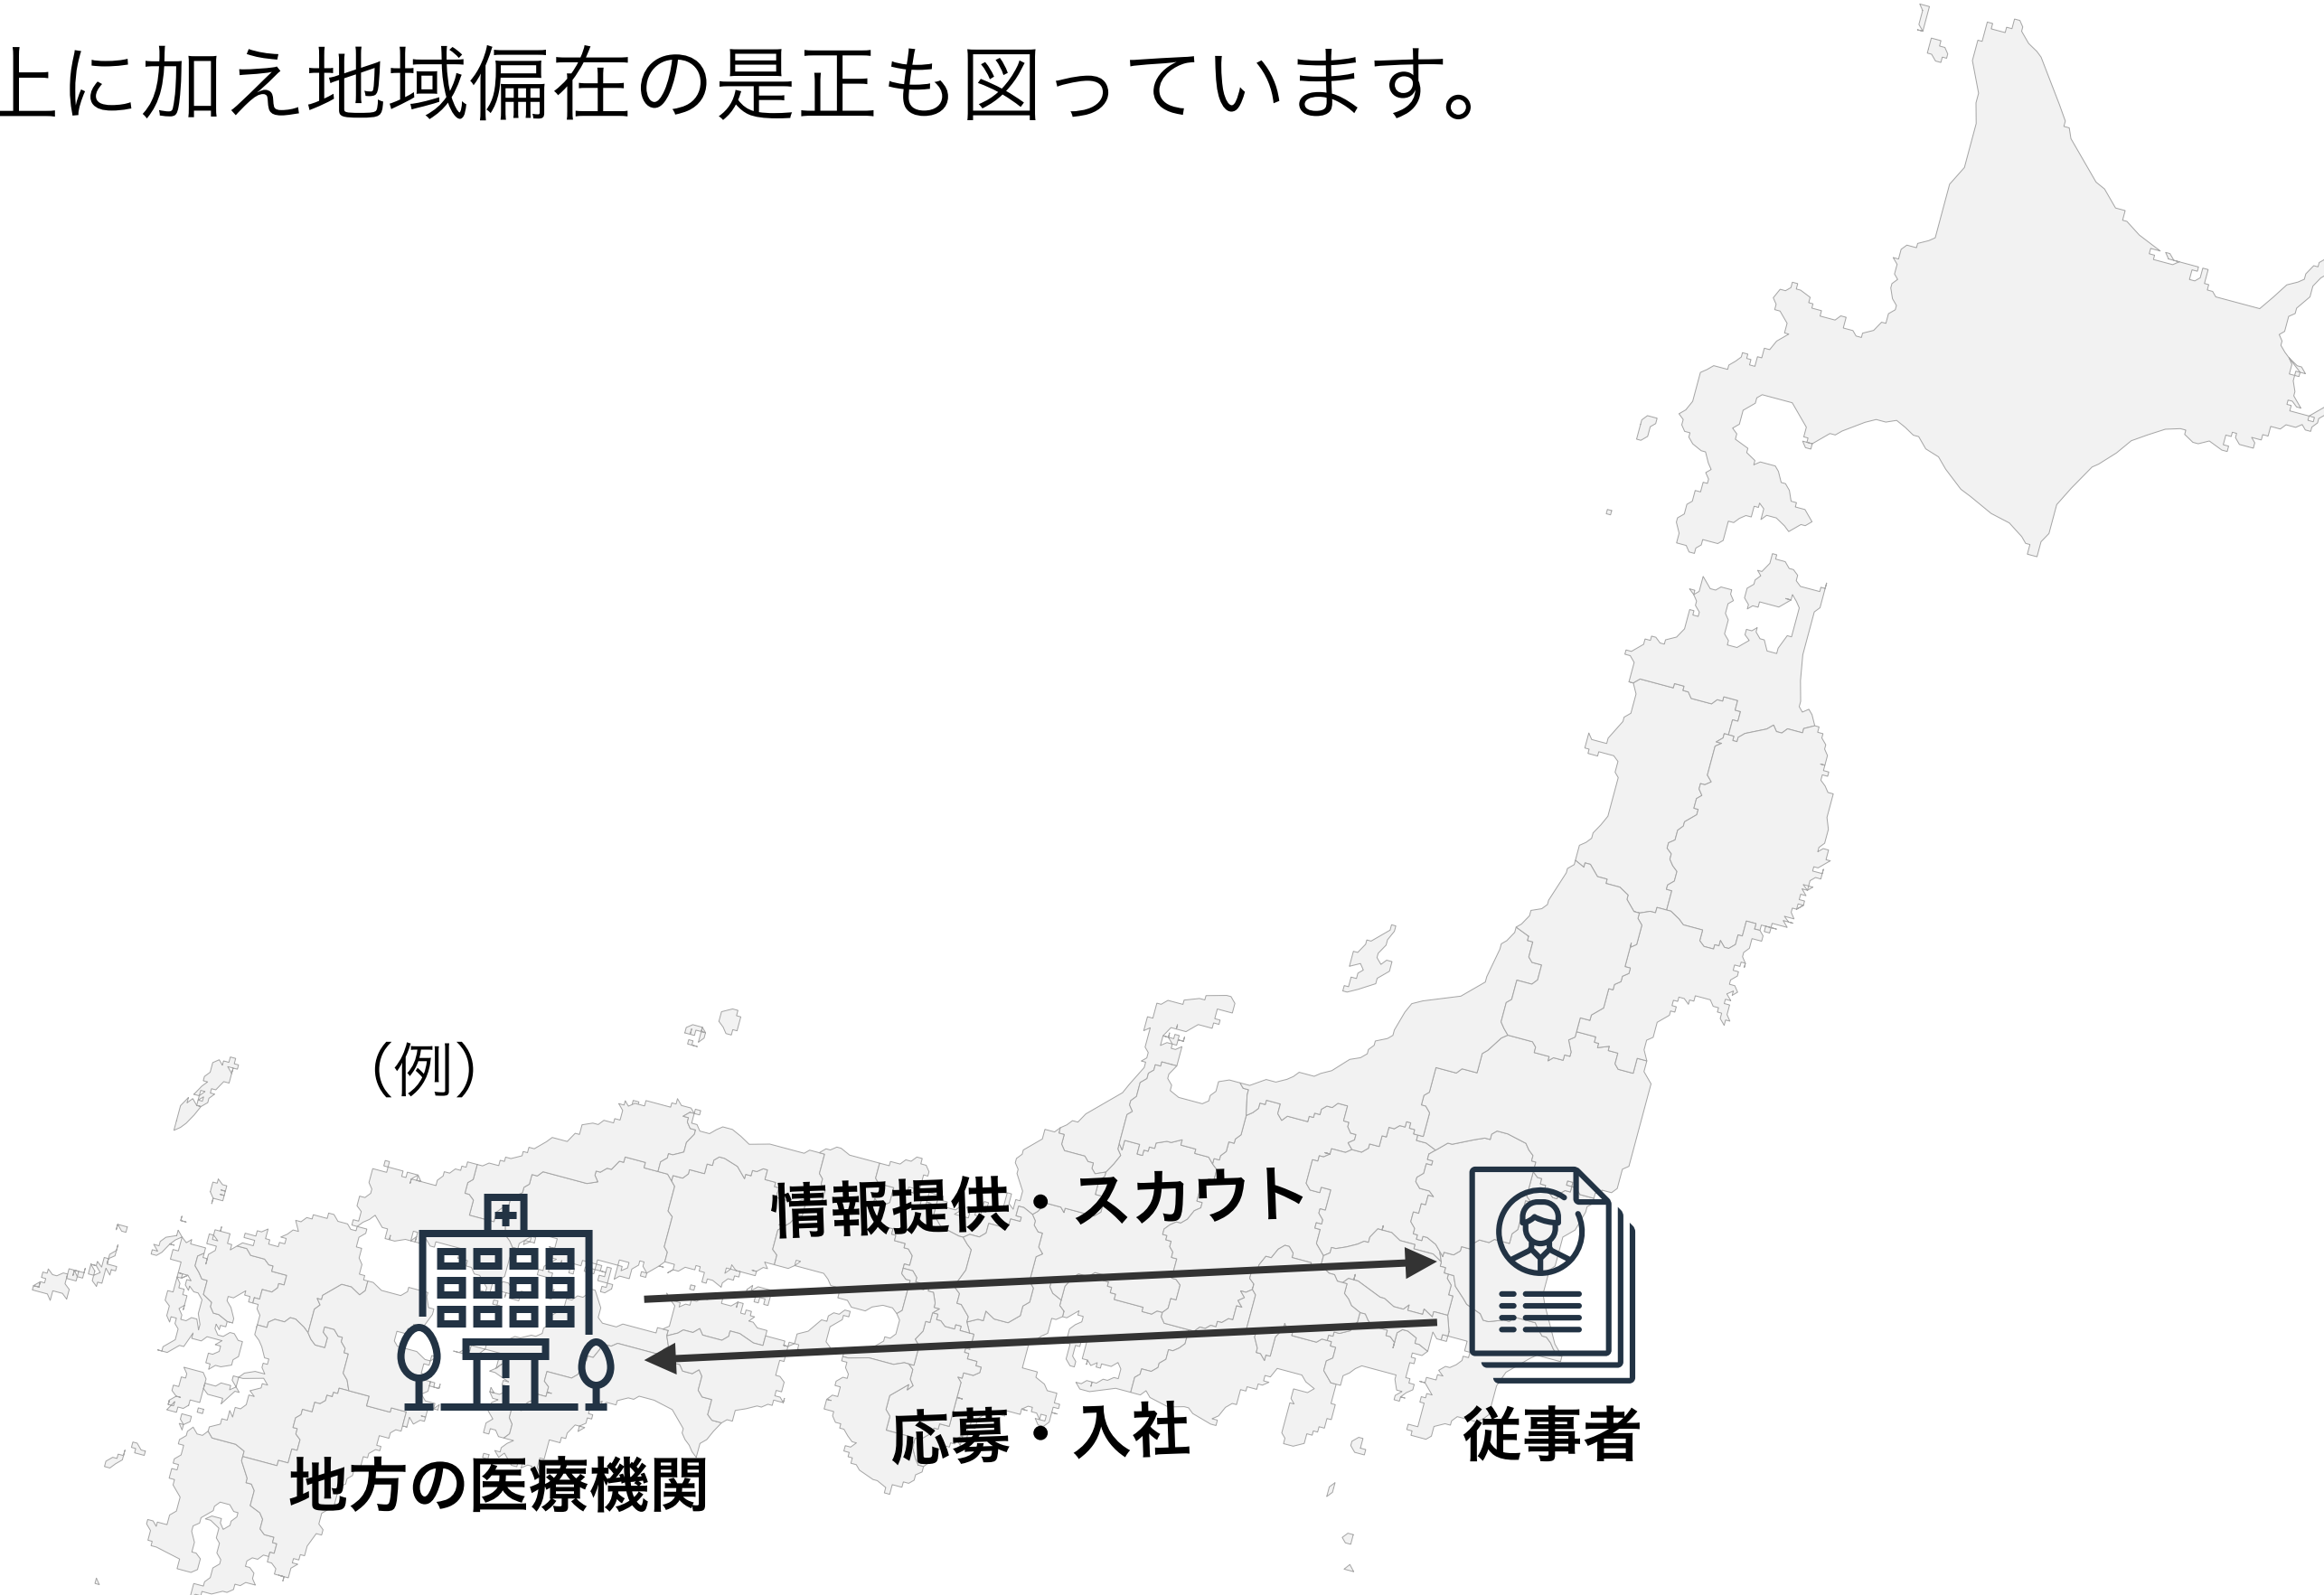 上に加え地域偏在の是正も図っています。
（例）
情報提供・スカウト
応募・入社
従事者
地方の医療機関